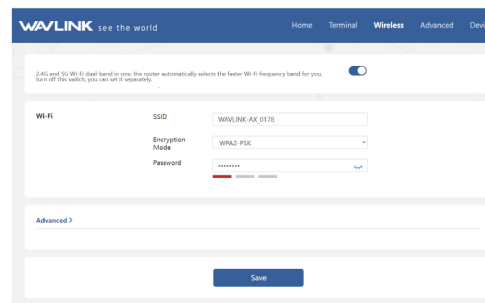 WAVLINK see the world
Home Terminal Wireless Advanced Devi
2.4G and 5G Wi-Fi dual-band in one, the router automatically selects the faster Wi-Fi frequency band for you,
turn off this switch, you can set it separately.
Wi-Fi
SSID WAVLINK-AX_0178
Encryption
Mode WPA2-PSK
Password ••••••••
Advanced >
Save